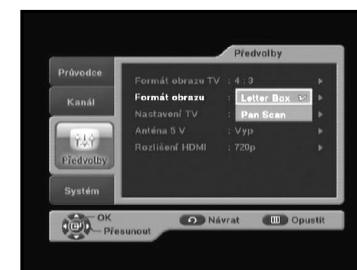 Předvolby
Průvodce
Kanál
Předvolby
Systém
Formát obrazu TV : 4 : 3
Formát obrazu : Letter Box
Nastavení TV : Pan Scan
Anténa 5 V : Vyp
Rozlišení HDMI : 720p
OK
Přesunout
Návrat
Opustit